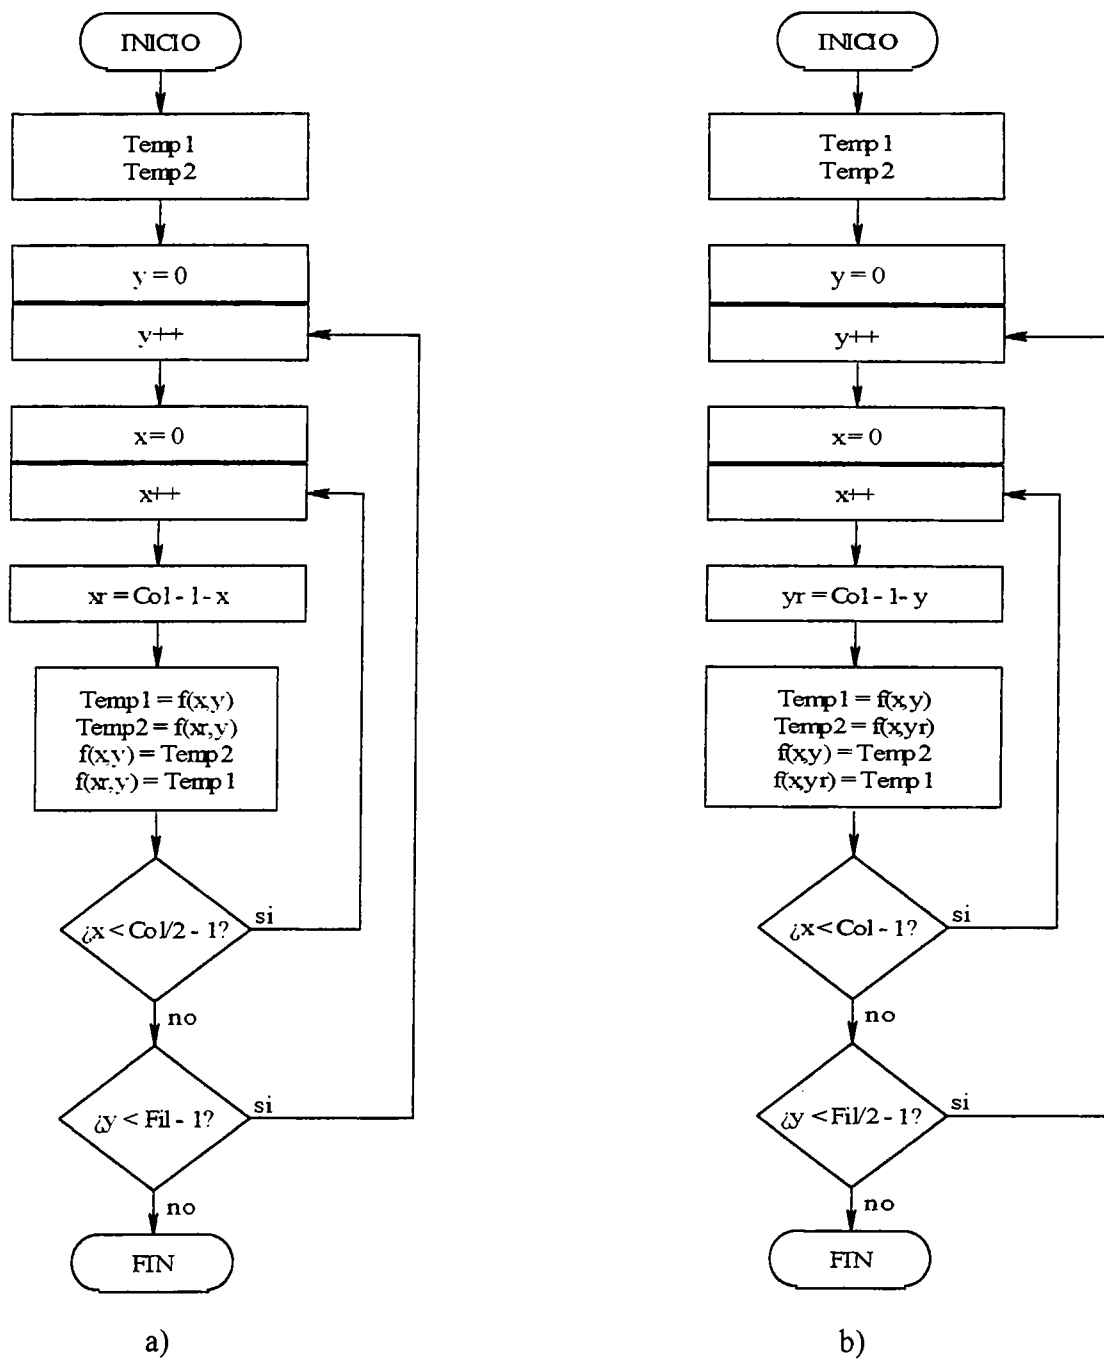 INICIO
Temp1
Temp2
y = 0
y++
x = 0
x++
xr = Col - 1 - x
Temp1 = f(x,y)
Temp2 = f(xr,y)
f(x,y) = Temp2
f(xr,y) = Temp1
¿x < Col/2 - 1?
si
no
¿y < Fil - 1?
si
no
FIN
a)
INICIO
Temp1
Temp2
y = 0
y++
x = 0
x++
yr = Col - 1 - y
Temp1 = f(x,y)
Temp2 = f(x,yr)
f(x,y) = Temp2
f(x,yr) = Temp1
¿x < Col - 1?
si
no
¿y < Fil/2 - 1?
si
no
FIN
b)